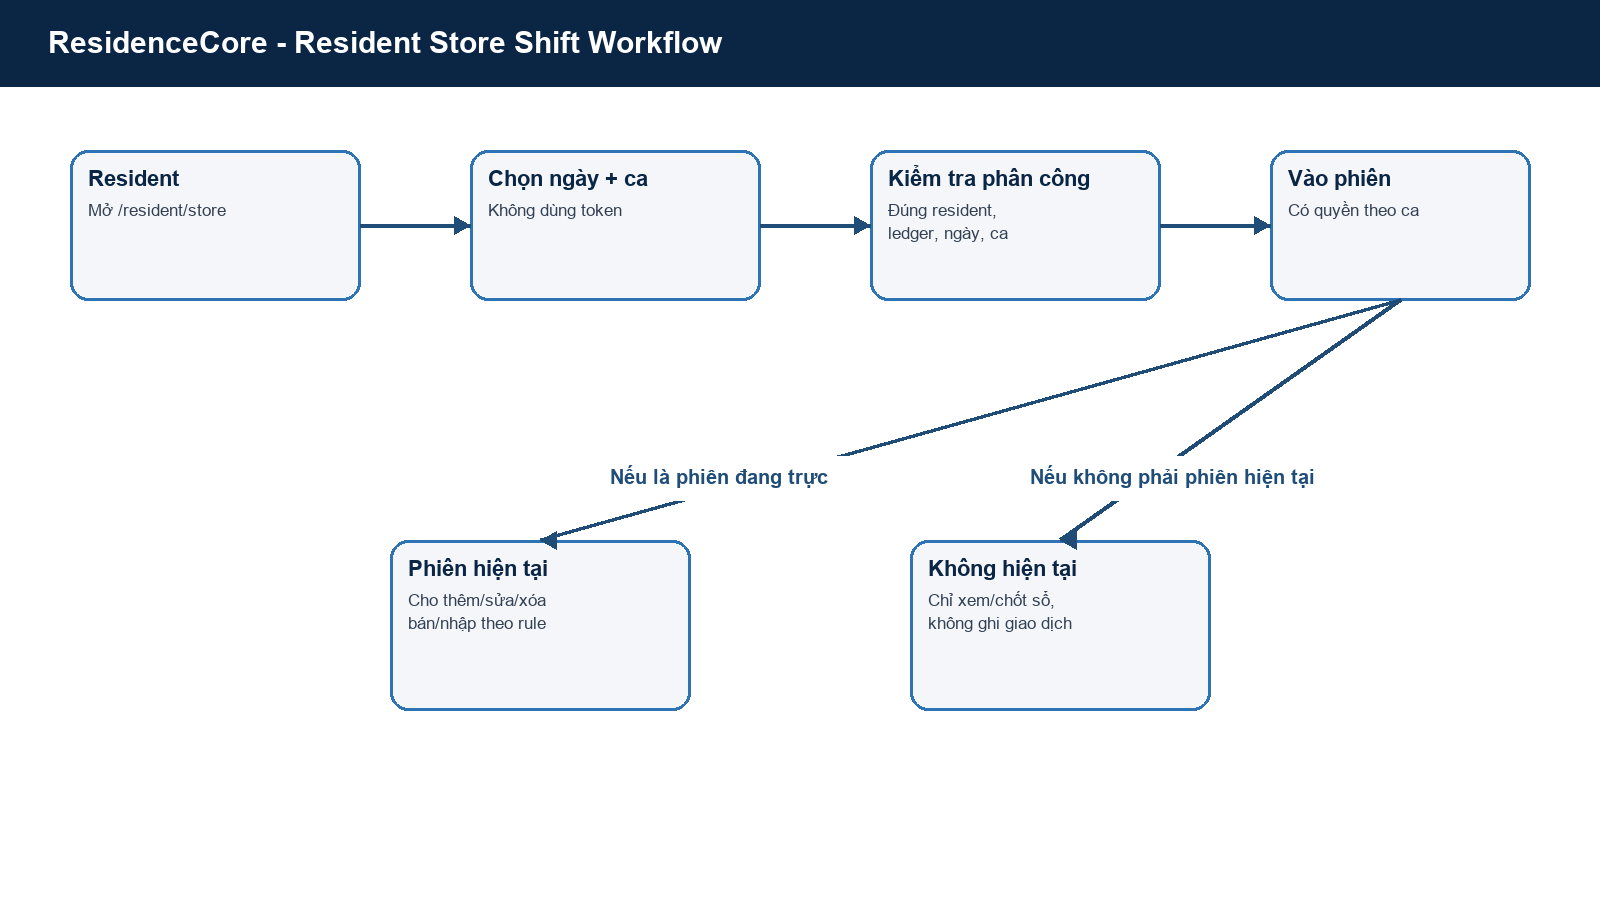 ResidenceCore - Resident Store Shift Workflow
Resident
Mở /resident/store
Chọn ngày + ca
Không dùng token
Kiểm tra phân công
Đúng resident,
ledger, ngày, ca
Vào phiên
Có quyền theo ca
Nếu là phiên đang trực
Nếu không phải phiên hiện tại
Phiên hiện tại
Cho thêm/sửa/xóa
bán/nhập theo rule
Không hiện tại
Chỉ xem/chốt sổ,
không ghi giao dịch